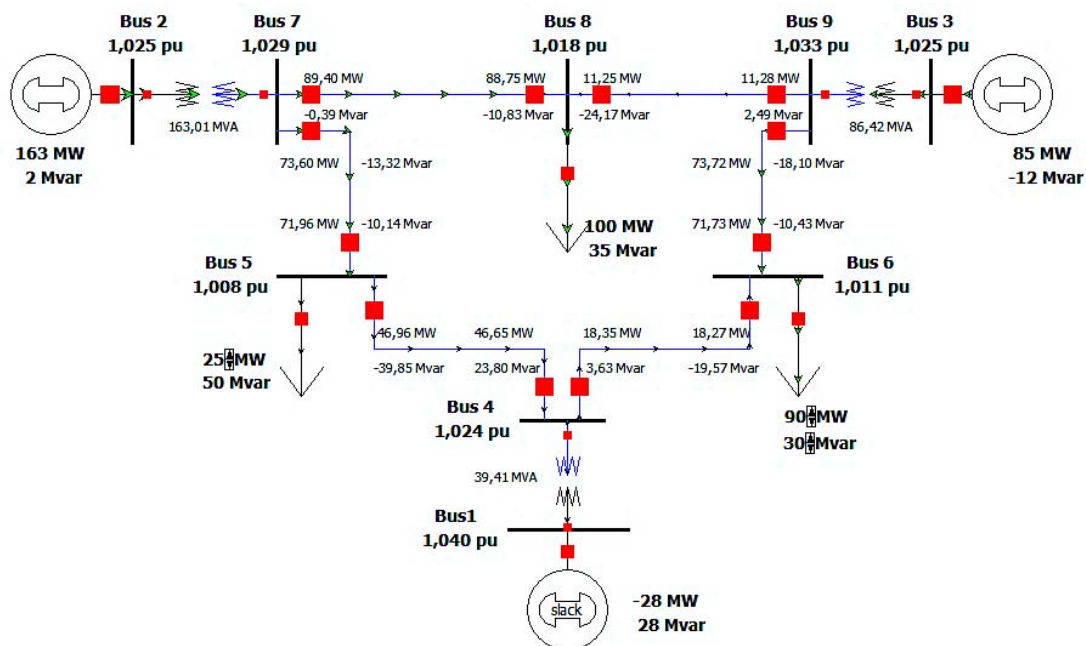 Bus 2
1,025 pu
Bus 7
1,029 pu
Bus 8
1,018 pu
Bus 9
1,033 pu
Bus 3
1,025 pu
89,40 MW
88,75 MW
11,25 MW
11,28 MW
163,01 MVA
-0,39 Mvar
-10,83 Mvar
-24,17 Mvar
2,49 Mvar
86,42 MVA
163 MW
2 Mvar
73,60 MW
-13,32 Mvar
73,72 MW
-18,10 Mvar
85 MW
-12 Mvar
71,96 MW
-10,14 Mvar
100 MW
35 Mvar
71,73 MW
-10,43 Mvar
Bus 5
1,008 pu
Bus 6
1,011 pu
46,96 MW
46,65 MW
18,35 MW
18,27 MW
25 MW
50 Mvar
-39,85 Mvar
23,80 Mvar
3,63 Mvar
-19,57 Mvar
Bus 4
1,024 pu
90 MW
30 Mvar
39,41 MVA
Bus1
1,040 pu
slack
-28 MW
28 Mvar